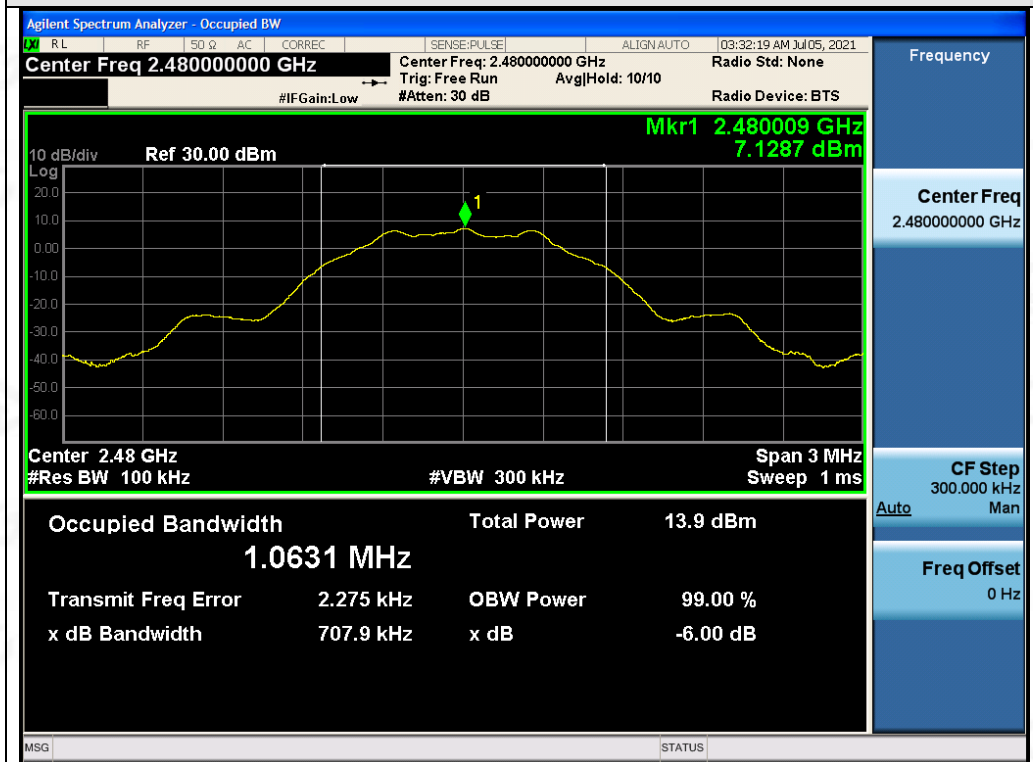 Agilent Spectrum Analyzer - Occupied BW
LXI RL RF 50 Ω AC CORREC SENSE:PULSE ALIGN AUTO 03:32:19 AM Jul 05, 2021
Center Freq 2.480000000 GHz Center Freq: 2.480000000 GHz Radio Std: None
Trig: Free Run Avg|Hold: 10/10
#IFGain:Low #Atten: 30 dB Radio Device: BTS
Mkr1 2.480009 GHz
7.1287 dBm
10 dB/div Ref 30.00 dBm
Log
20.0
10.0
0.00
-10.0
-20.0
-30.0
-40.0
-50.0
-60.0
1
Center 2.48 GHz Span 3 MHz
#Res BW 100 kHz #VBW 300 kHz Sweep 1 ms
Occupied Bandwidth Total Power 13.9 dBm
1.0631 MHz
Transmit Freq Error 2.275 kHz OBW Power 99.00 %
x dB Bandwidth 707.9 kHz x dB -6.00 dB
MSG STATUS
Frequency
Center Freq
2.480000000 GHz
CF Step
300.000 kHz
Auto Man
Freq Offset
0 Hz